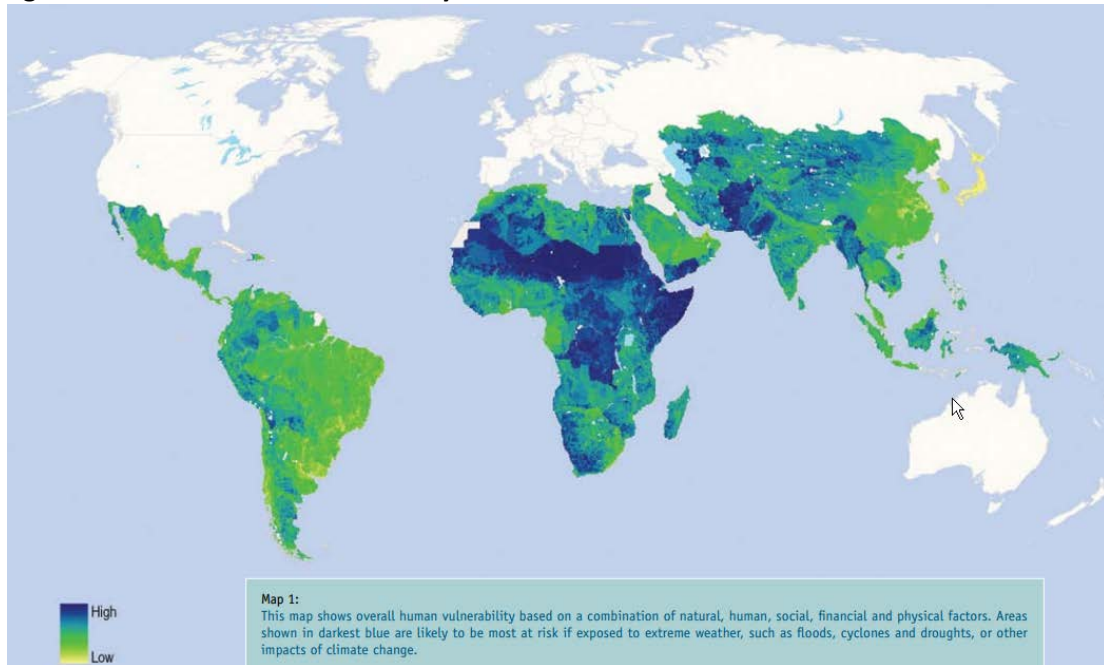 High
Low
Map 1:
This map shows overall human vulnerability based on a combination of natural, human, social, financial and physical factors. Areas
shown in darkest blue are likely to be most at risk if exposed to extreme weather, such as floods, cyclones and droughts, or other
impacts of climate change.